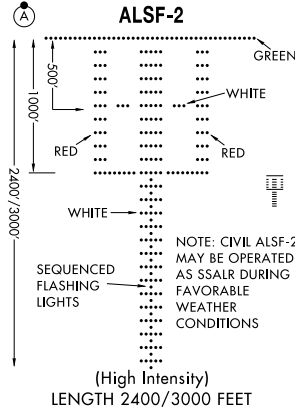 A
ALSF-2
GREEN
500'
1000'
WHITE
RED
RED
2400'/3000'
WHITE
NOTE: CIVIL ALSF-2
MAY BE OPERATED
AS SSALR DURING
FAVORABLE
WEATHER
CONDITIONS
SEQUENCED
FLASHING
LIGHTS
(High Intensity)
LENGTH 2400/3000 FEET